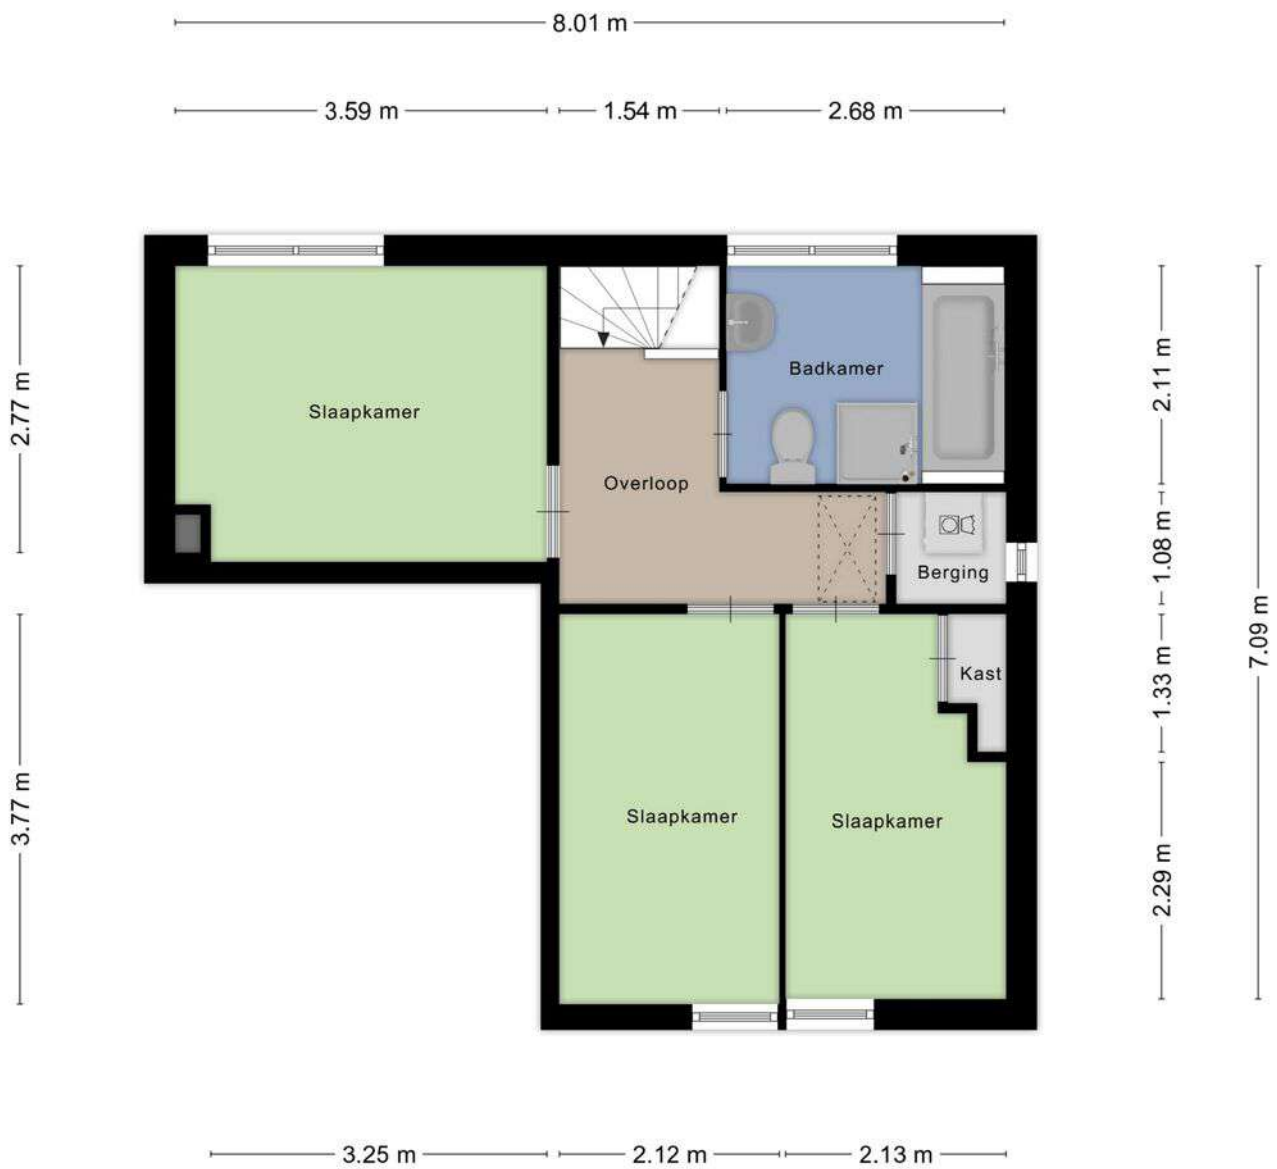 8.01 m
3.59 m
1.54 m
2.68 m
2.77 m
3.77 m
Slaapkamer
Badkamer
Overloop
Berging
Kast
Slaapkamer
Slaapkamer
2.11 m
1.08 m
1.33 m
2.29 m
7.09 m
3.25 m
2.12 m
2.13 m